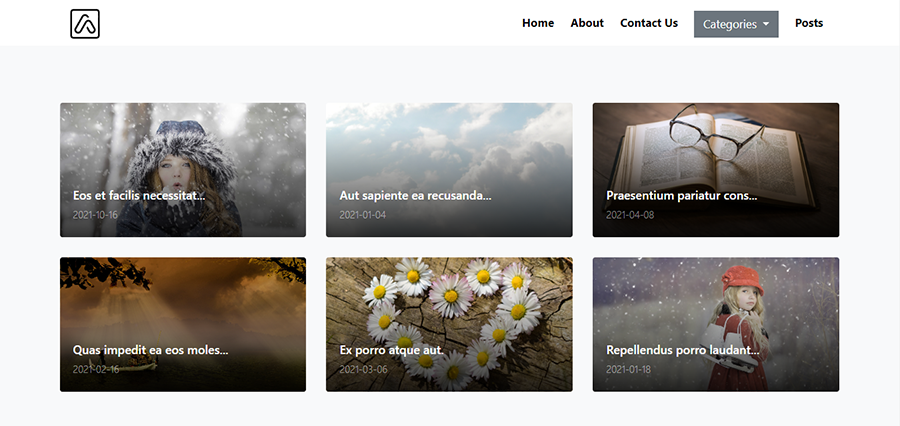 Home About Contact Us Categories Posts
Eos et facilis necessitat...
2021-10-16
Aut sapiente ea recusanda...
2021-01-04
Praesentium pariatur cons...
2021-04-08
Quas impedit ea eos moles...
2021-02-16
Ex porro atque aut.
2021-03-06
Repellendus porro laudant...
2021-01-18